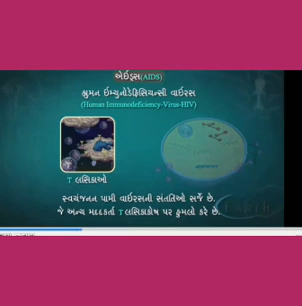 એઈડ્સ(AIDS)
હ્યુમન ઈમ્યુનોડેફિસિયન્સી વાઈરસ
(Human Immunodeficiency-Virus-HIV)
T લસિકાઓ
સ્વયંજનન પામી વાઈરસની સંતતિઓ સર્જે છે.
જે અન્ય મદદકર્તા T લસિકાકોષ પર હુમલો કરે છે.